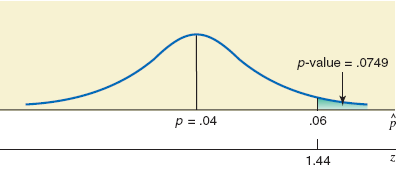 p-value = .0749
p = .04 .06 p̂
1.44 z